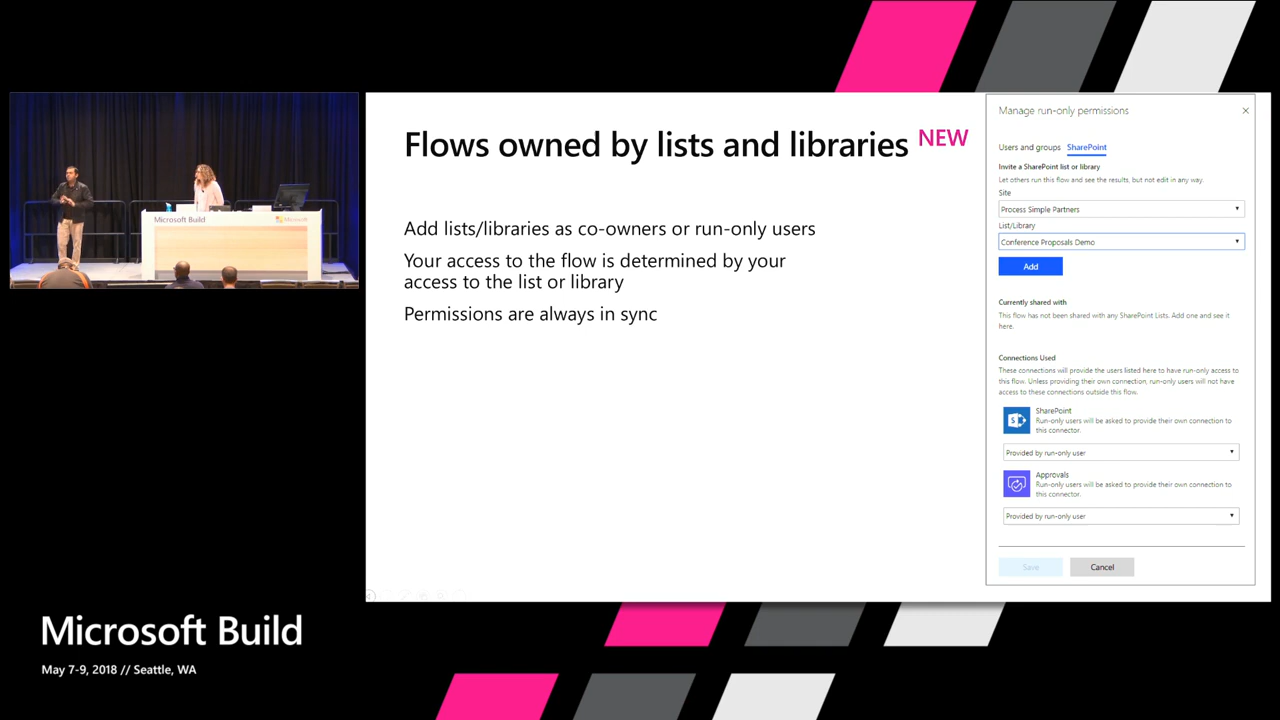 Microsoft Build
Microsoft
Flows owned by lists and libraries NEW
Add lists/libraries as co-owners or run-only users
Your access to the flow is determined by your
access to the list or library
Permissions are always in sync
Manage run-only permissions
Users and groups SharePoint
Invite a SharePoint list or library
Let others run this flow and see the results, but not edit in any way.
Site
Process Simple Partners
List/Library
Conference Proposals Demo
Add
Currently shared with
This flow has not been shared with any SharePoint Lists. Add one and see it
here.
Connections Used
These connections will provide the users listed here to have run-only access to
this flow. Unless providing their own connection, run-only users will not have
access to these connections outside this flow.
SharePoint
Run-only users will be asked to provide their own connection to
this connector.
Provided by run-only user
Approvals
Run-only users will be asked to provide their own connection to
this connector.
Provided by run-only user
Save Cancel
Microsoft Build
May 7-9, 2018 // Seattle, WA